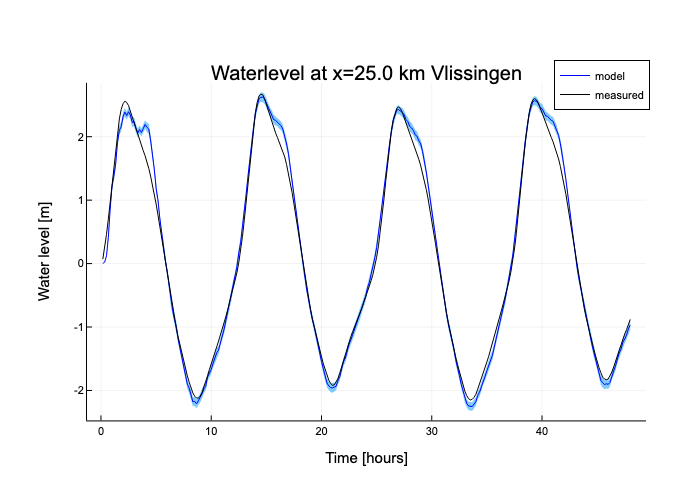 Waterlevel at x=25.0 km Vlissingen
model
measured
Water level [m]
2
1
0
-1
-2
0
10
20
30
40
Time [hours]